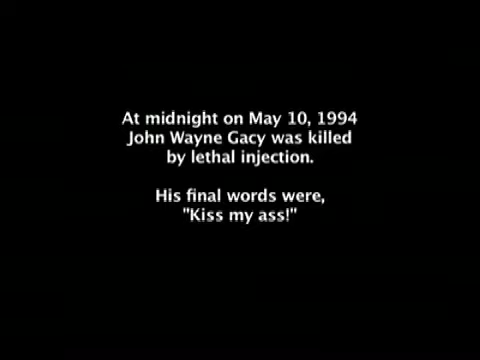 At midnight on May 10, 1994
John Wayne Gacy was killed
by lethal injection.
His final words were,
"Kiss my ass!"